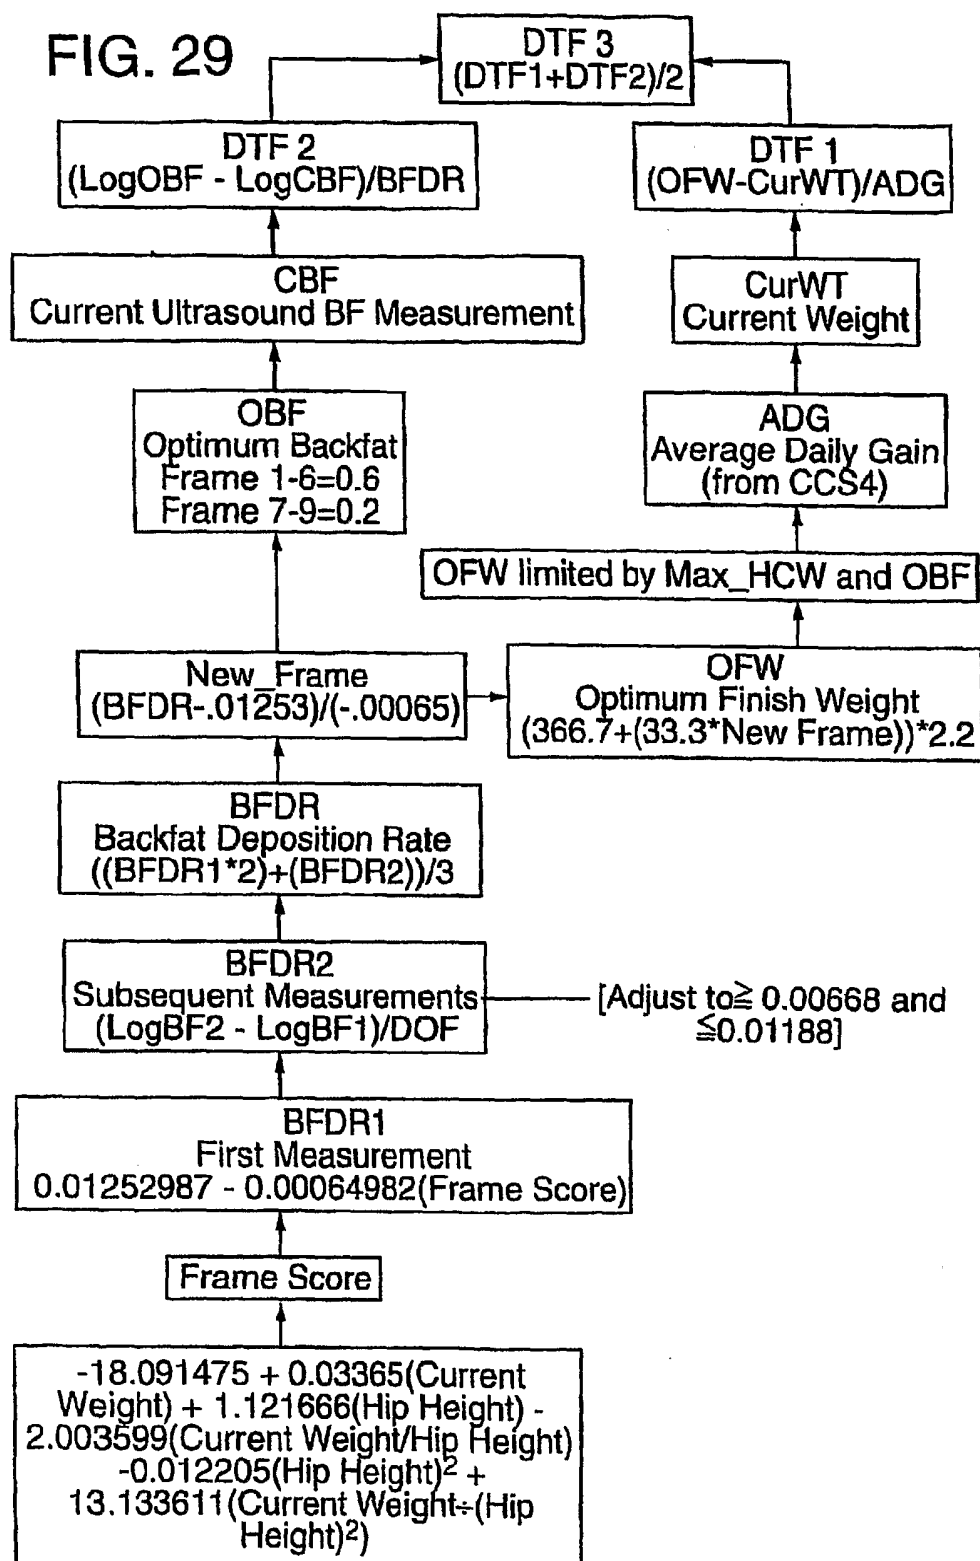 FIG. 29
DTF 3
(DTF1+DTF2)/2
DTF 2
(LogOBF - LogCBF)/BFDR
DTF 1
(OFW-CurWT)/ADG
CBF
Current Ultrasound BF Measurement
CurWT
Current Weight
OBF
Optimum Backfat
Frame 1-6=0.6
Frame 7-9=0.2
ADG
Average Daily Gain
(from CCS4)
OFW limited by Max_HCW and OBF
New_Frame
(BFDR-.01253)/(-.00065)
OFW
Optimum Finish Weight
(366.7+(33.3*New Frame))*2.2
BFDR
Backfat Deposition Rate
((BFDR1*2)+(BFDR2))/3
BFDR2
Subsequent Measurements
(LogBF2 - LogBF1)/DOF
[Adjust to≧ 0.00668 and
≦0.01188]
BFDR1
First Measurement
0.01252987 - 0.00064982(Frame Score)
Frame Score
-18.091475 + 0.03365(Current
Weight) + 1.121666(Hip Height) -
2.003599(Current Weight/Hip Height)
-0.012205(Hip Height)² +
13.133611(Current Weight÷(Hip
Height)²)